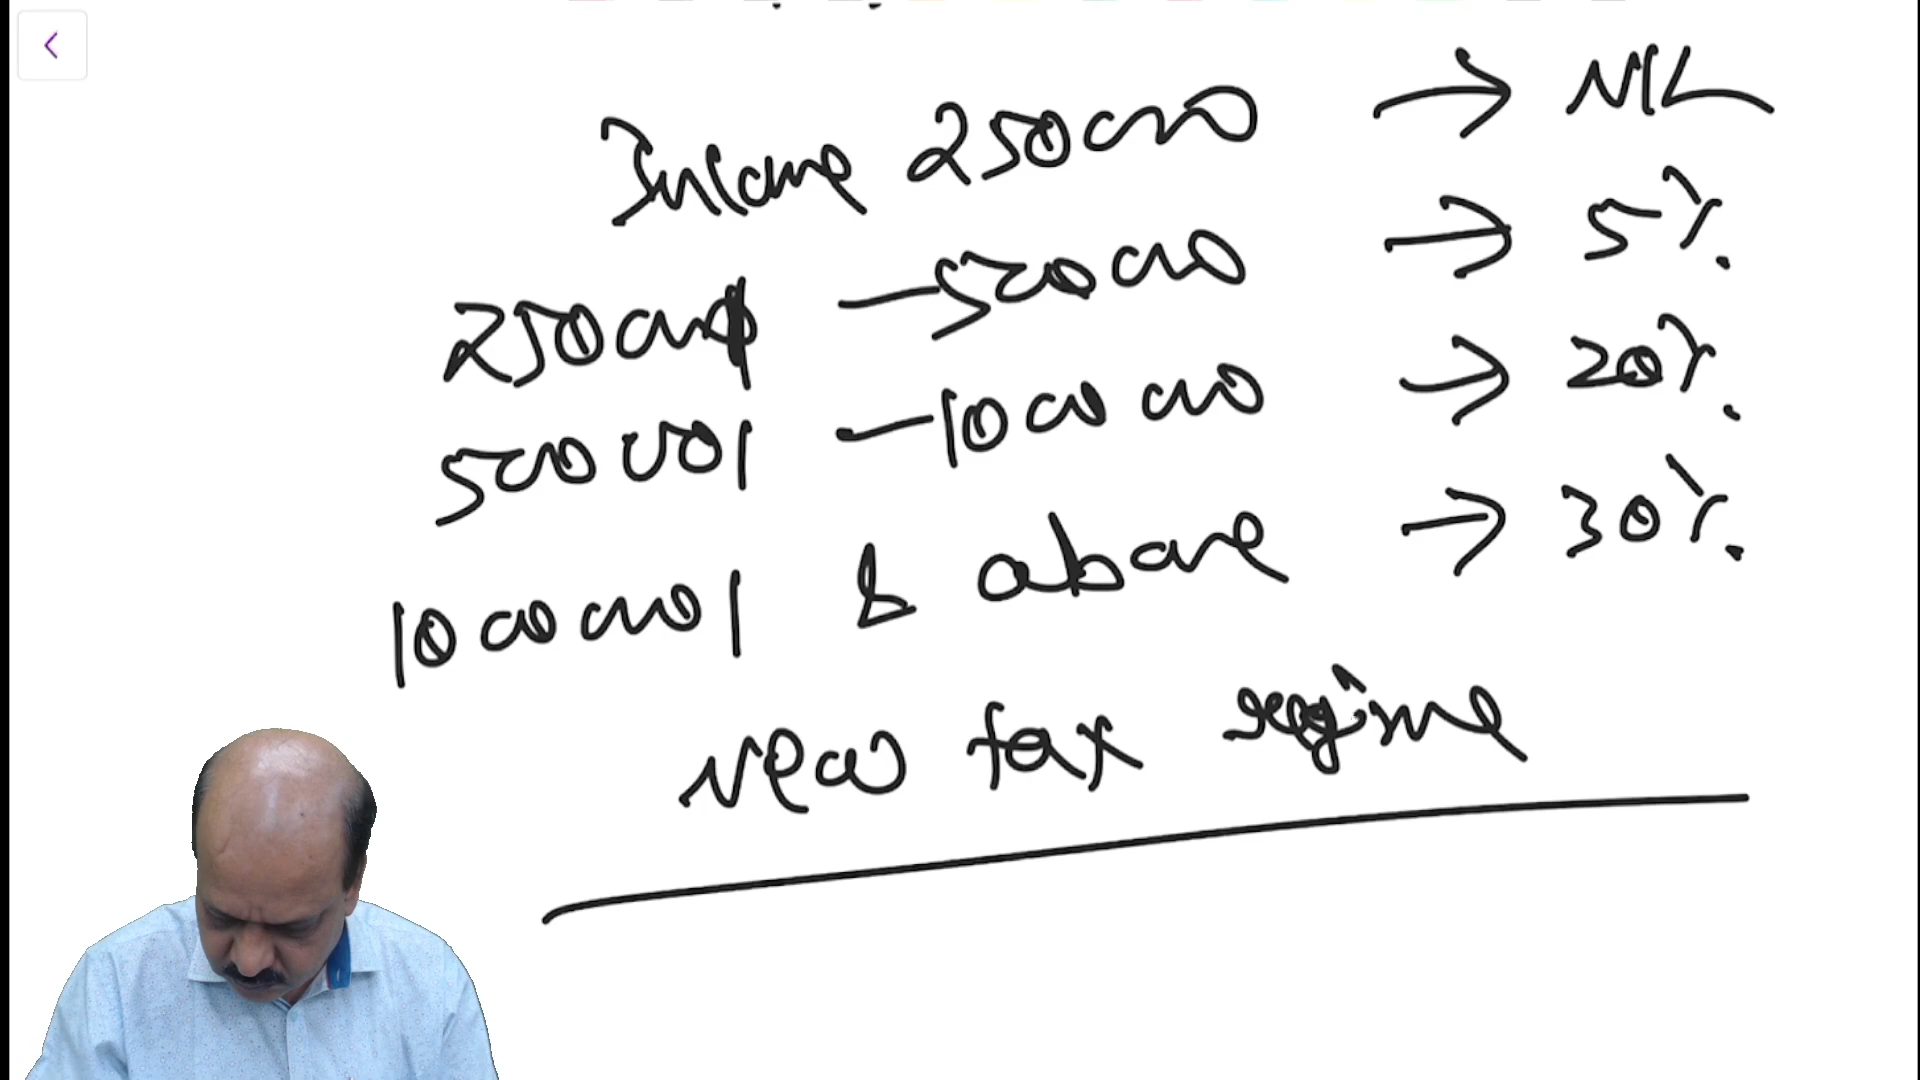 Income 250000 → NIL
250001 – 500000 → 5%.
500001 – 1000000 → 20%.
1000001 & above → 30%.
New tax regime